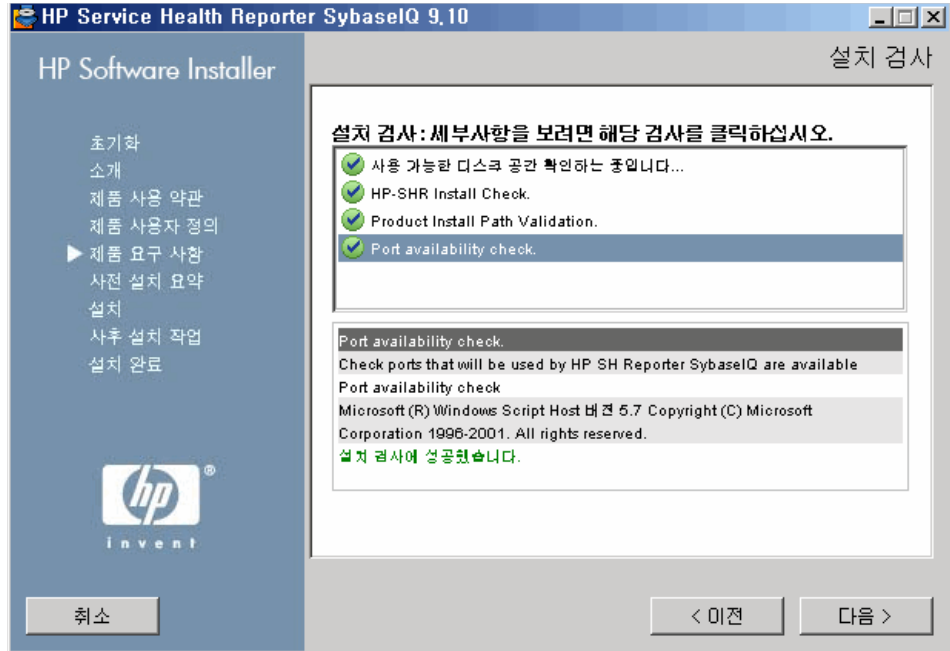 HP Service Health Reporter SybaseIQ 9,10
HP Software Installer
설치 검사
초기화
소개
제품 사용 약관
제품 사용자 정의
제품 요구 사항
사전 설치 요약
설치
사후 설치 작업
설치 완료
설치 검사: 세부사항을 보려면 해당 검사를 클릭하십시오.
사용 가능한 디스크 공간 확인하는 중입니다...
HP-SHR Install Check.
Product Install Path Validation.
Port availability check.
Port availability check.
Check ports that will be used by HP SH Reporter SybaseIQ are available
Port availability check
Microsoft (R) Windows Script Host 버전 5.7 Copyright (C) Microsoft
Corporation 1996-2001. All rights reserved.
설치 검사에 성공했습니다.
hp
®
invent
취소
< 이전
다음 >